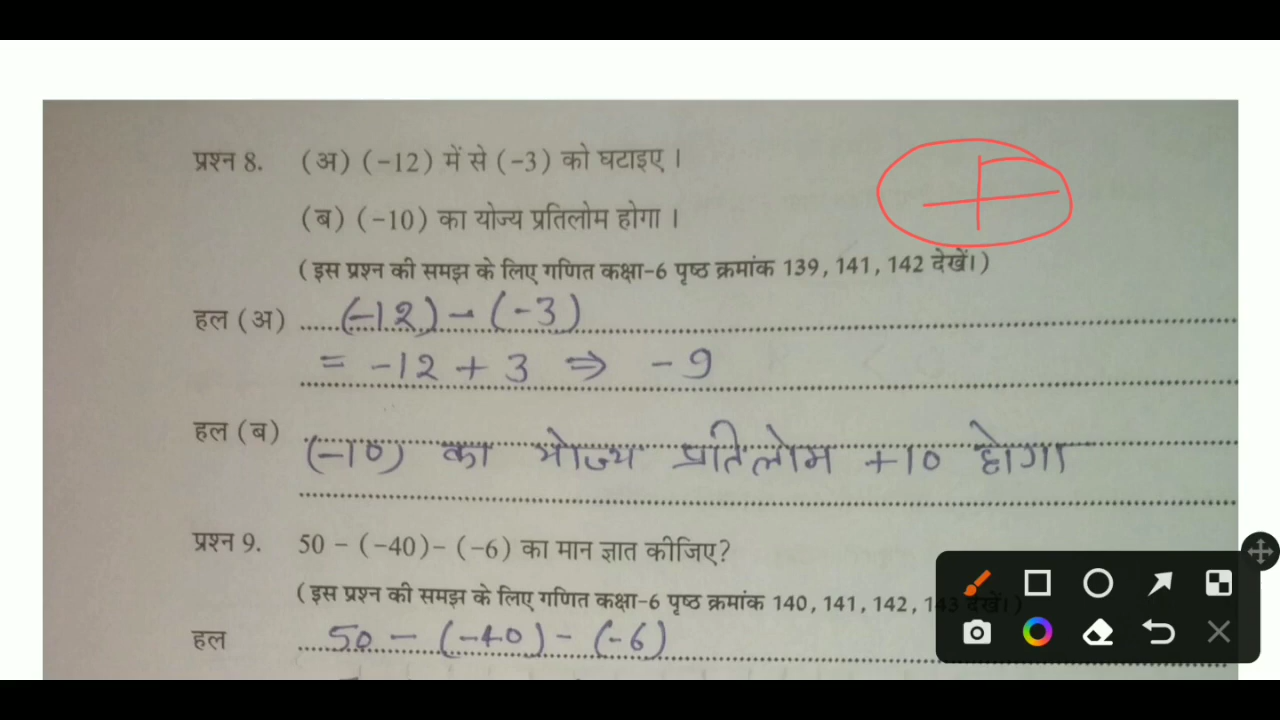 प्रश्न 8. (अ) (-12) में से (-3) को घटाइए ।
(ब) (-10) का योज्य प्रतिलोम होगा ।
(इस प्रश्न की समझ के लिए गणित कक्षा-6 पृष्ठ क्रमांक 139, 141, 142 देखें।)
हल (अ) (-12) - (-3)
= -12 + 3 ⇒ -9
हल (ब) (-10) का योज्य प्रतिलोम +10 होगा
प्रश्न 9. 50 - (-40)- (-6) का मान ज्ञात कीजिए?
(इस प्रश्न की समझ के लिए गणित कक्षा-6 पृष्ठ क्रमांक 140, 141, 142, 143 देखें।)
हल 50 - (-40) - (-6)